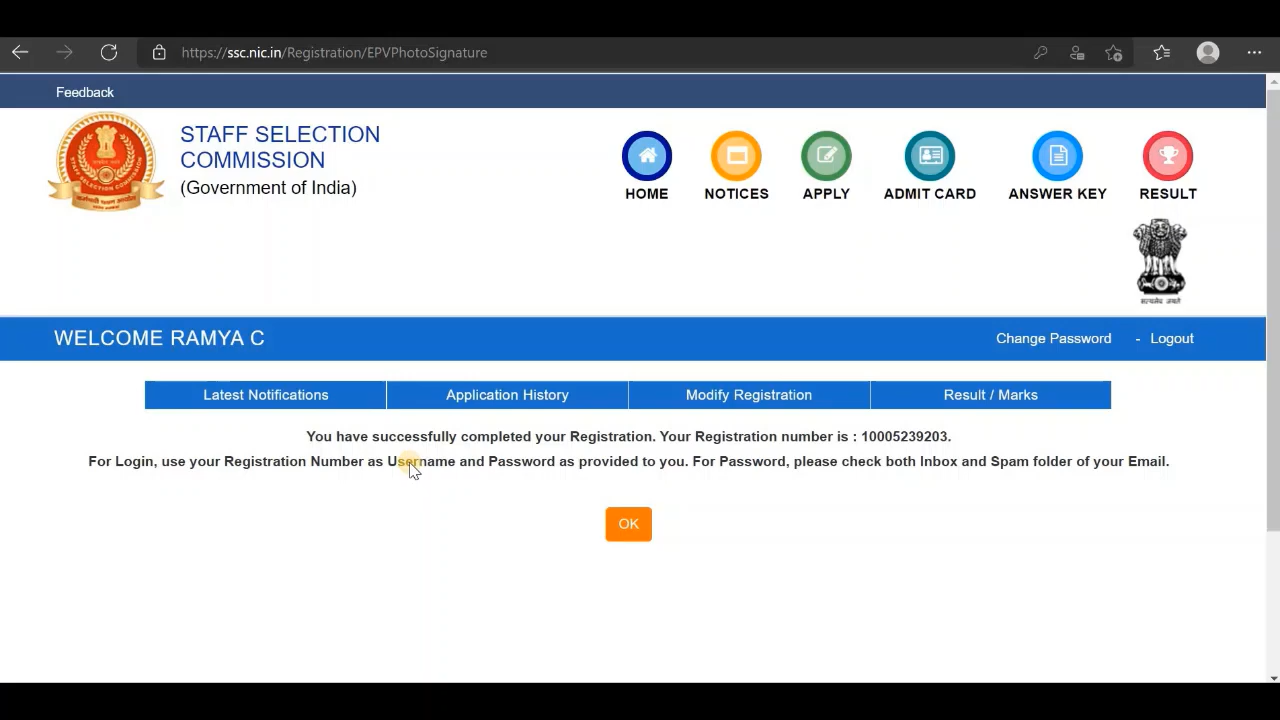 https://ssc.nic.in/Registration/EPVPhotoSignature
Feedback
STAFF SELECTION
COMMISSION
(Government of India)
HOME
NOTICES
APPLY
ADMIT CARD
ANSWER KEY
RESULT
सत्यमेव जयते
WELCOME RAMYA C
Change Password - Logout
Latest Notifications
Application History
Modify Registration
Result / Marks
You have successfully completed your Registration. Your Registration number is : 10005239203.
For Login, use your Registration Number as Username and Password as provided to you. For Password, please check both Inbox and Spam folder of your Email.
OK